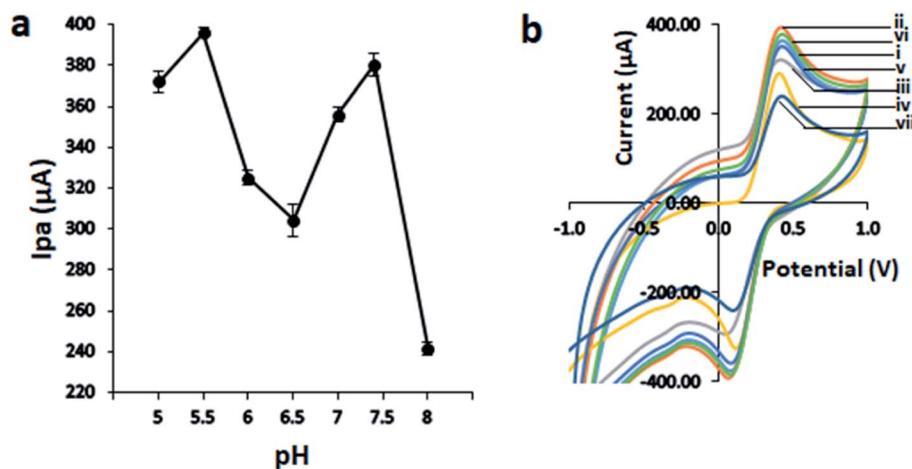 a
Ipa (µA)
400
380
360
340
320
300
280
260
240
220
5 5.5 6 6.5 7 7.5 8
pH
b
Current (µA)
400.00
200.00
0.00
-200.00
-400.00
-1.0 -0.5 0.0 0.5 1.0
Potential (V)
ii
vi
i
v
iii
iv
vii